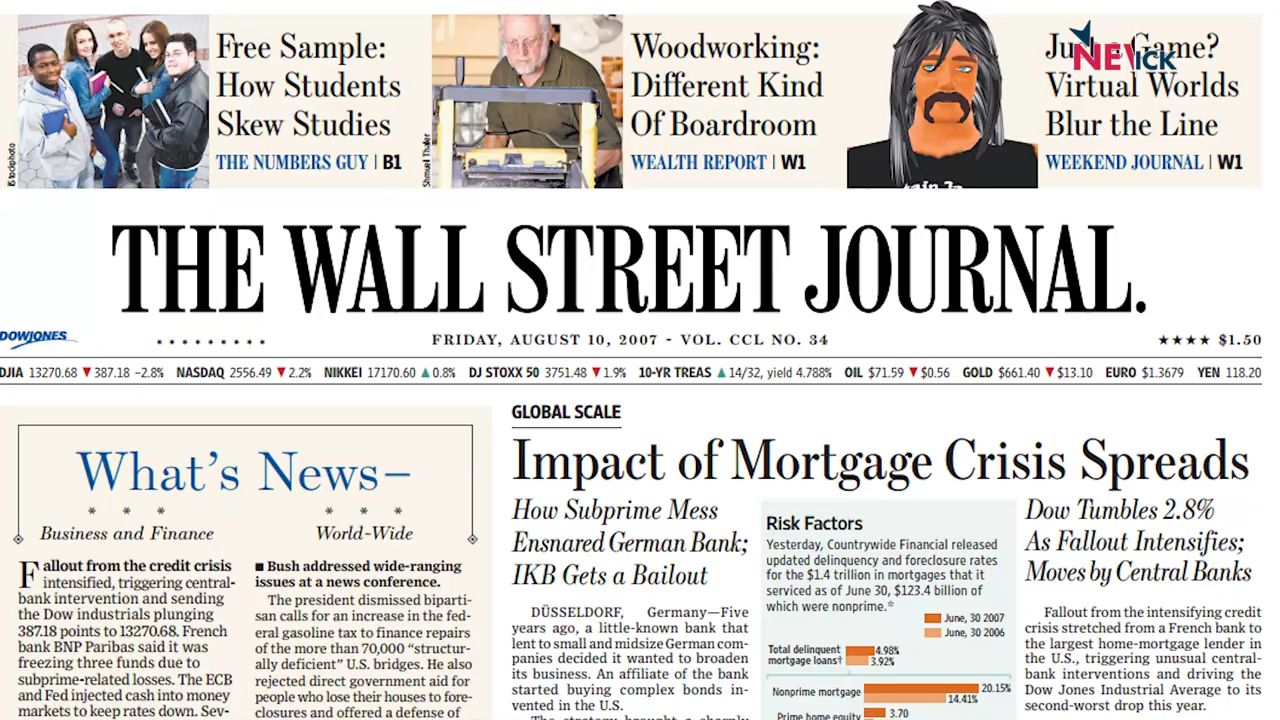 Free Sample:
How Students
Skew Studies
THE NUMBERS GUY | B1
iStockphoto
Woodworking:
Different Kind
Of Boardroom
WEALTH REPORT | W1
Shmuel Thaler
Game?
Virtual Worlds
Blur the Line
WEEKEND JOURNAL | W1
THE WALL STREET JOURNAL.
DOWJONES
FRIDAY, AUGUST 10, 2007 - VOL. CCL NO. 34
★★★★ $1.50
DJIA 13270.68 ▼ 387.18 -2.8% NASDAQ 2556.49 ▼ 2.2% NIKKEI 17170.60 ▲ 0.8% DJ STOXX 50 3751.48 ▼ 1.9% 10-YR TREAS ▲ 14/32, yield 4.788% OIL $71.59 ▼ $0.56 GOLD $661.40 ▼ $13.10 EURO $1.3679 YEN 118.20
What's News–
* * * * * *
Business and Finance
World-Wide
Fallout from the credit crisis
intensified, triggering central-
bank intervention and sending
the Dow industrials plunging
387.18 points to 13270.68. French
bank BNP Paribas said it was
freezing three funds due to
subprime-related losses. The ECB
and Fed injected cash into money
markets to keep rates down. Sev-
■ Bush addressed wide-ranging
issues at a news conference.
The president dismissed biparti-
san calls for an increase in the fed-
eral gasoline tax to finance repairs
of the more than 70,000 “structur-
ally deficient” U.S. bridges. He also
rejected direct government aid for
people who lose their houses to fore-
closures and offered a defense of
GLOBAL SCALE
Impact of Mortgage Crisis Spreads
How Subprime Mess
Ensnared German Bank;
IKB Gets a Bailout
DÜSSELDORF, Germany—Five
years ago, a little-known bank that
lent to small and midsize German com-
panies decided it wanted to broaden
its business. An affiliate of the bank
started buying complex bonds in-
vented in the U.S.
The strategy brought a sharply
Risk Factors
Yesterday, Countrywide Financial released
updated delinquency and foreclosure rates
for the $1.4 trillion in mortgages that it
serviced as of June 30, $123.4 billion of
which were nonprime.*
June, 30 2007
June, 30 2006
Total delinquent
mortgage loans†
4.98%
3.92%
Nonprime mortgage
20.15%
14.41%
Prime home equity
3.70
Dow Tumbles 2.8%
As Fallout Intensifies;
Moves by Central Banks
Fallout from the intensifying credit
crisis stretched from a French bank to
the largest home-mortgage lender in
the U.S., triggering unusual central-
bank interventions and driving the
Dow Jones Industrial Average to its
second-worst drop this year.